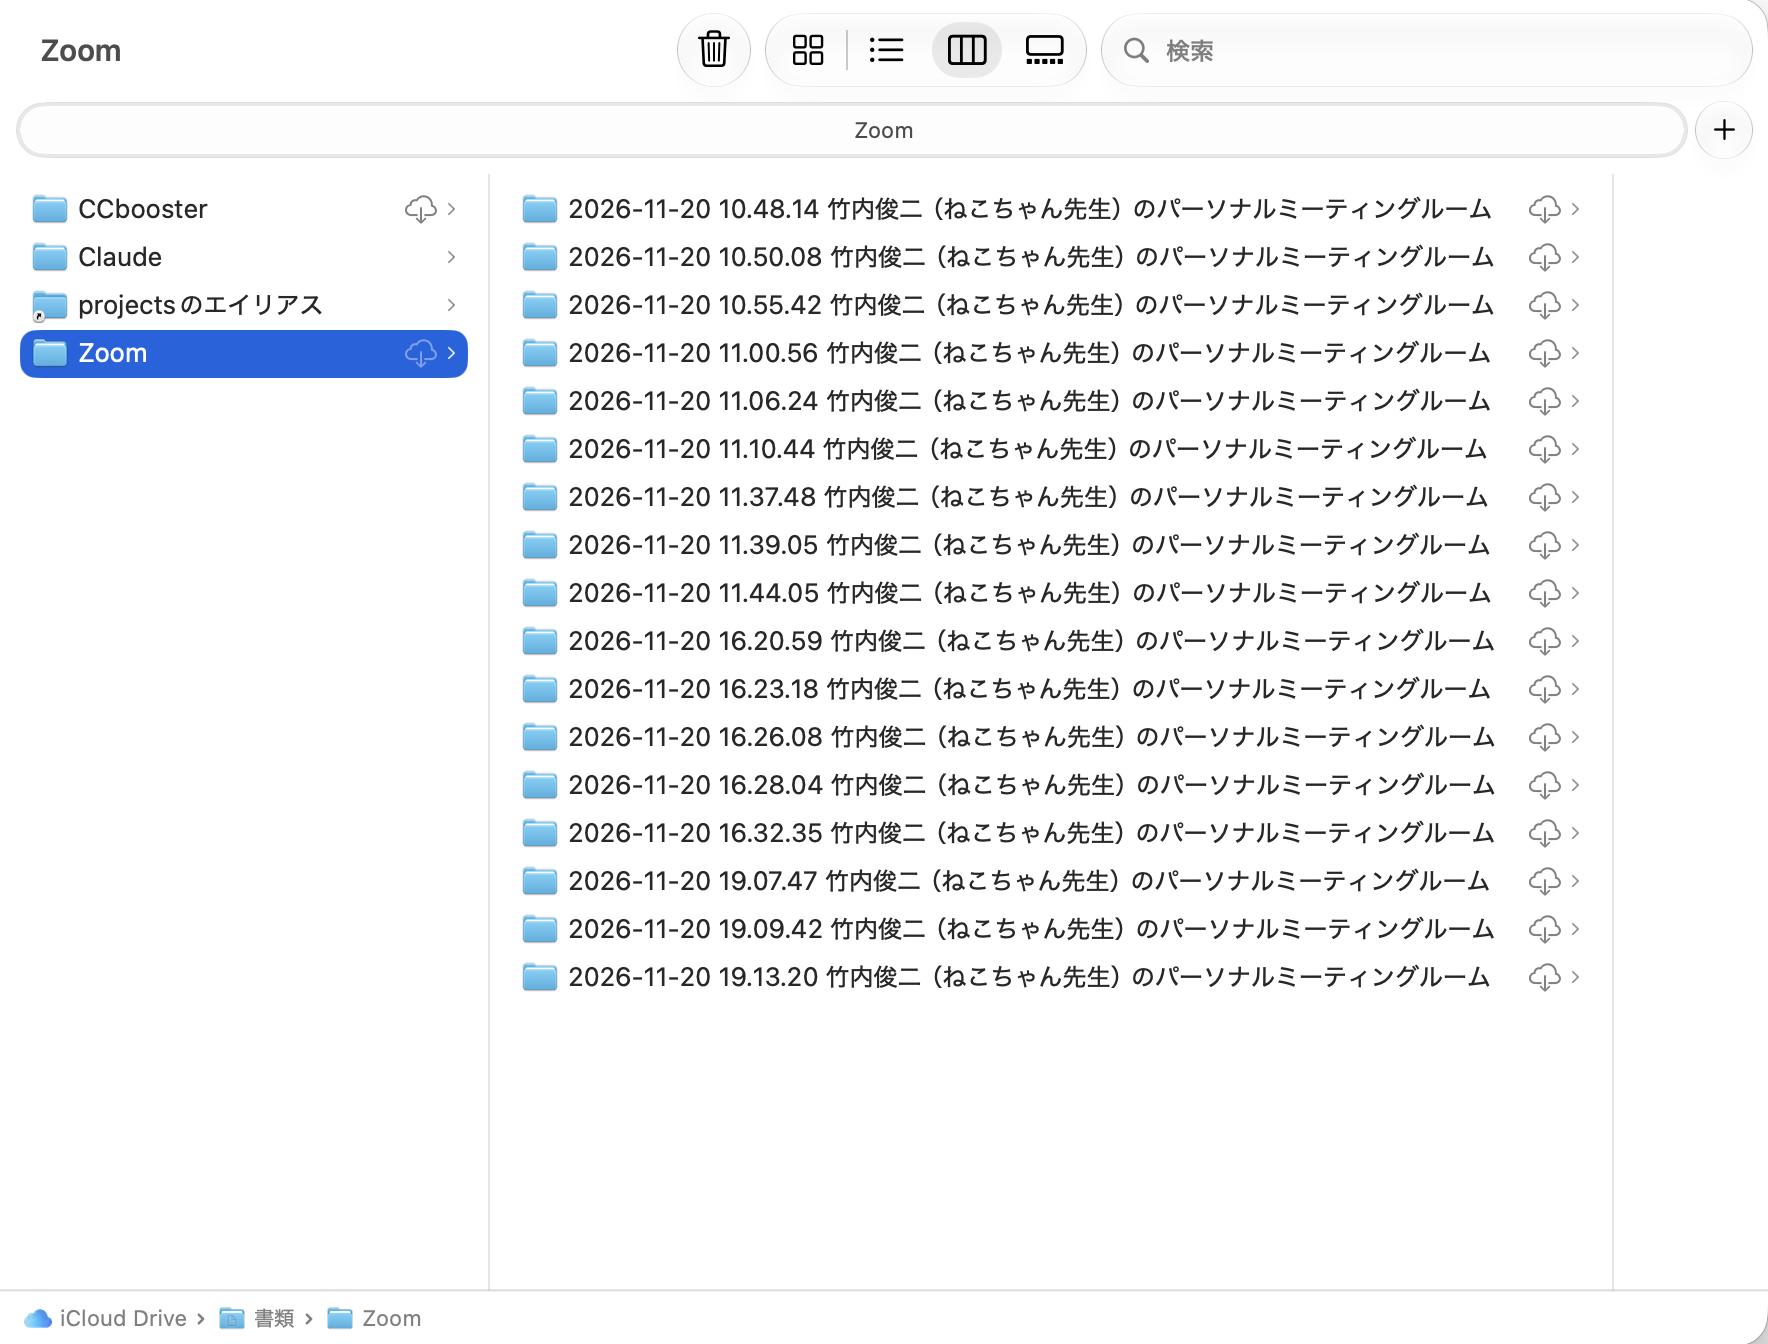 Zoom
検索
Zoom
CCbooster
Claude
projectsのエイリアス
Zoom
2026-11-20 10.48.14 竹内俊二（ねこちゃん先生）のパーソナルミーティングルーム
2026-11-20 10.50.08 竹内俊二（ねこちゃん先生）のパーソナルミーティングルーム
2026-11-20 10.55.42 竹内俊二（ねこちゃん先生）のパーソナルミーティングルーム
2026-11-20 11.00.56 竹内俊二（ねこちゃん先生）のパーソナルミーティングルーム
2026-11-20 11.06.24 竹内俊二（ねこちゃん先生）のパーソナルミーティングルーム
2026-11-20 11.10.44 竹内俊二（ねこちゃん先生）のパーソナルミーティングルーム
2026-11-20 11.37.48 竹内俊二（ねこちゃん先生）のパーソナルミーティングルーム
2026-11-20 11.39.05 竹内俊二（ねこちゃん先生）のパーソナルミーティングルーム
2026-11-20 11.44.05 竹内俊二（ねこちゃん先生）のパーソナルミーティングルーム
2026-11-20 16.20.59 竹内俊二（ねこちゃん先生）のパーソナルミーティングルーム
2026-11-20 16.23.18 竹内俊二（ねこちゃん先生）のパーソナルミーティングルーム
2026-11-20 16.26.08 竹内俊二（ねこちゃん先生）のパーソナルミーティングルーム
2026-11-20 16.28.04 竹内俊二（ねこちゃん先生）のパーソナルミーティングルーム
2026-11-20 16.32.35 竹内俊二（ねこちゃん先生）のパーソナルミーティングルーム
2026-11-20 19.07.47 竹内俊二（ねこちゃん先生）のパーソナルミーティングルーム
2026-11-20 19.09.42 竹内俊二（ねこちゃん先生）のパーソナルミーティングルーム
2026-11-20 19.13.20 竹内俊二（ねこちゃん先生）のパーソナルミーティングルーム
iCloud Drive › 書類 › Zoom